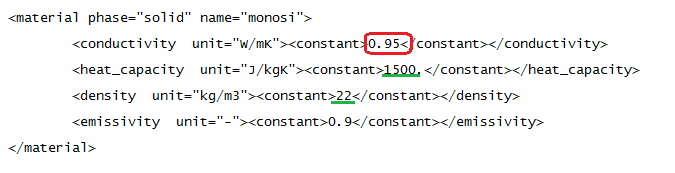 <material phase="solid" name="monosi">
<conductivity unit="W/mK"><constant>0.95</constant></conductivity>
<heat_capacity unit="J/kgK"><constant>1500.</constant></heat_capacity>
<density unit="kg/m3"><constant>22</constant></density>
<emissivity unit="-"><constant>0.9</constant></emissivity>
</material>